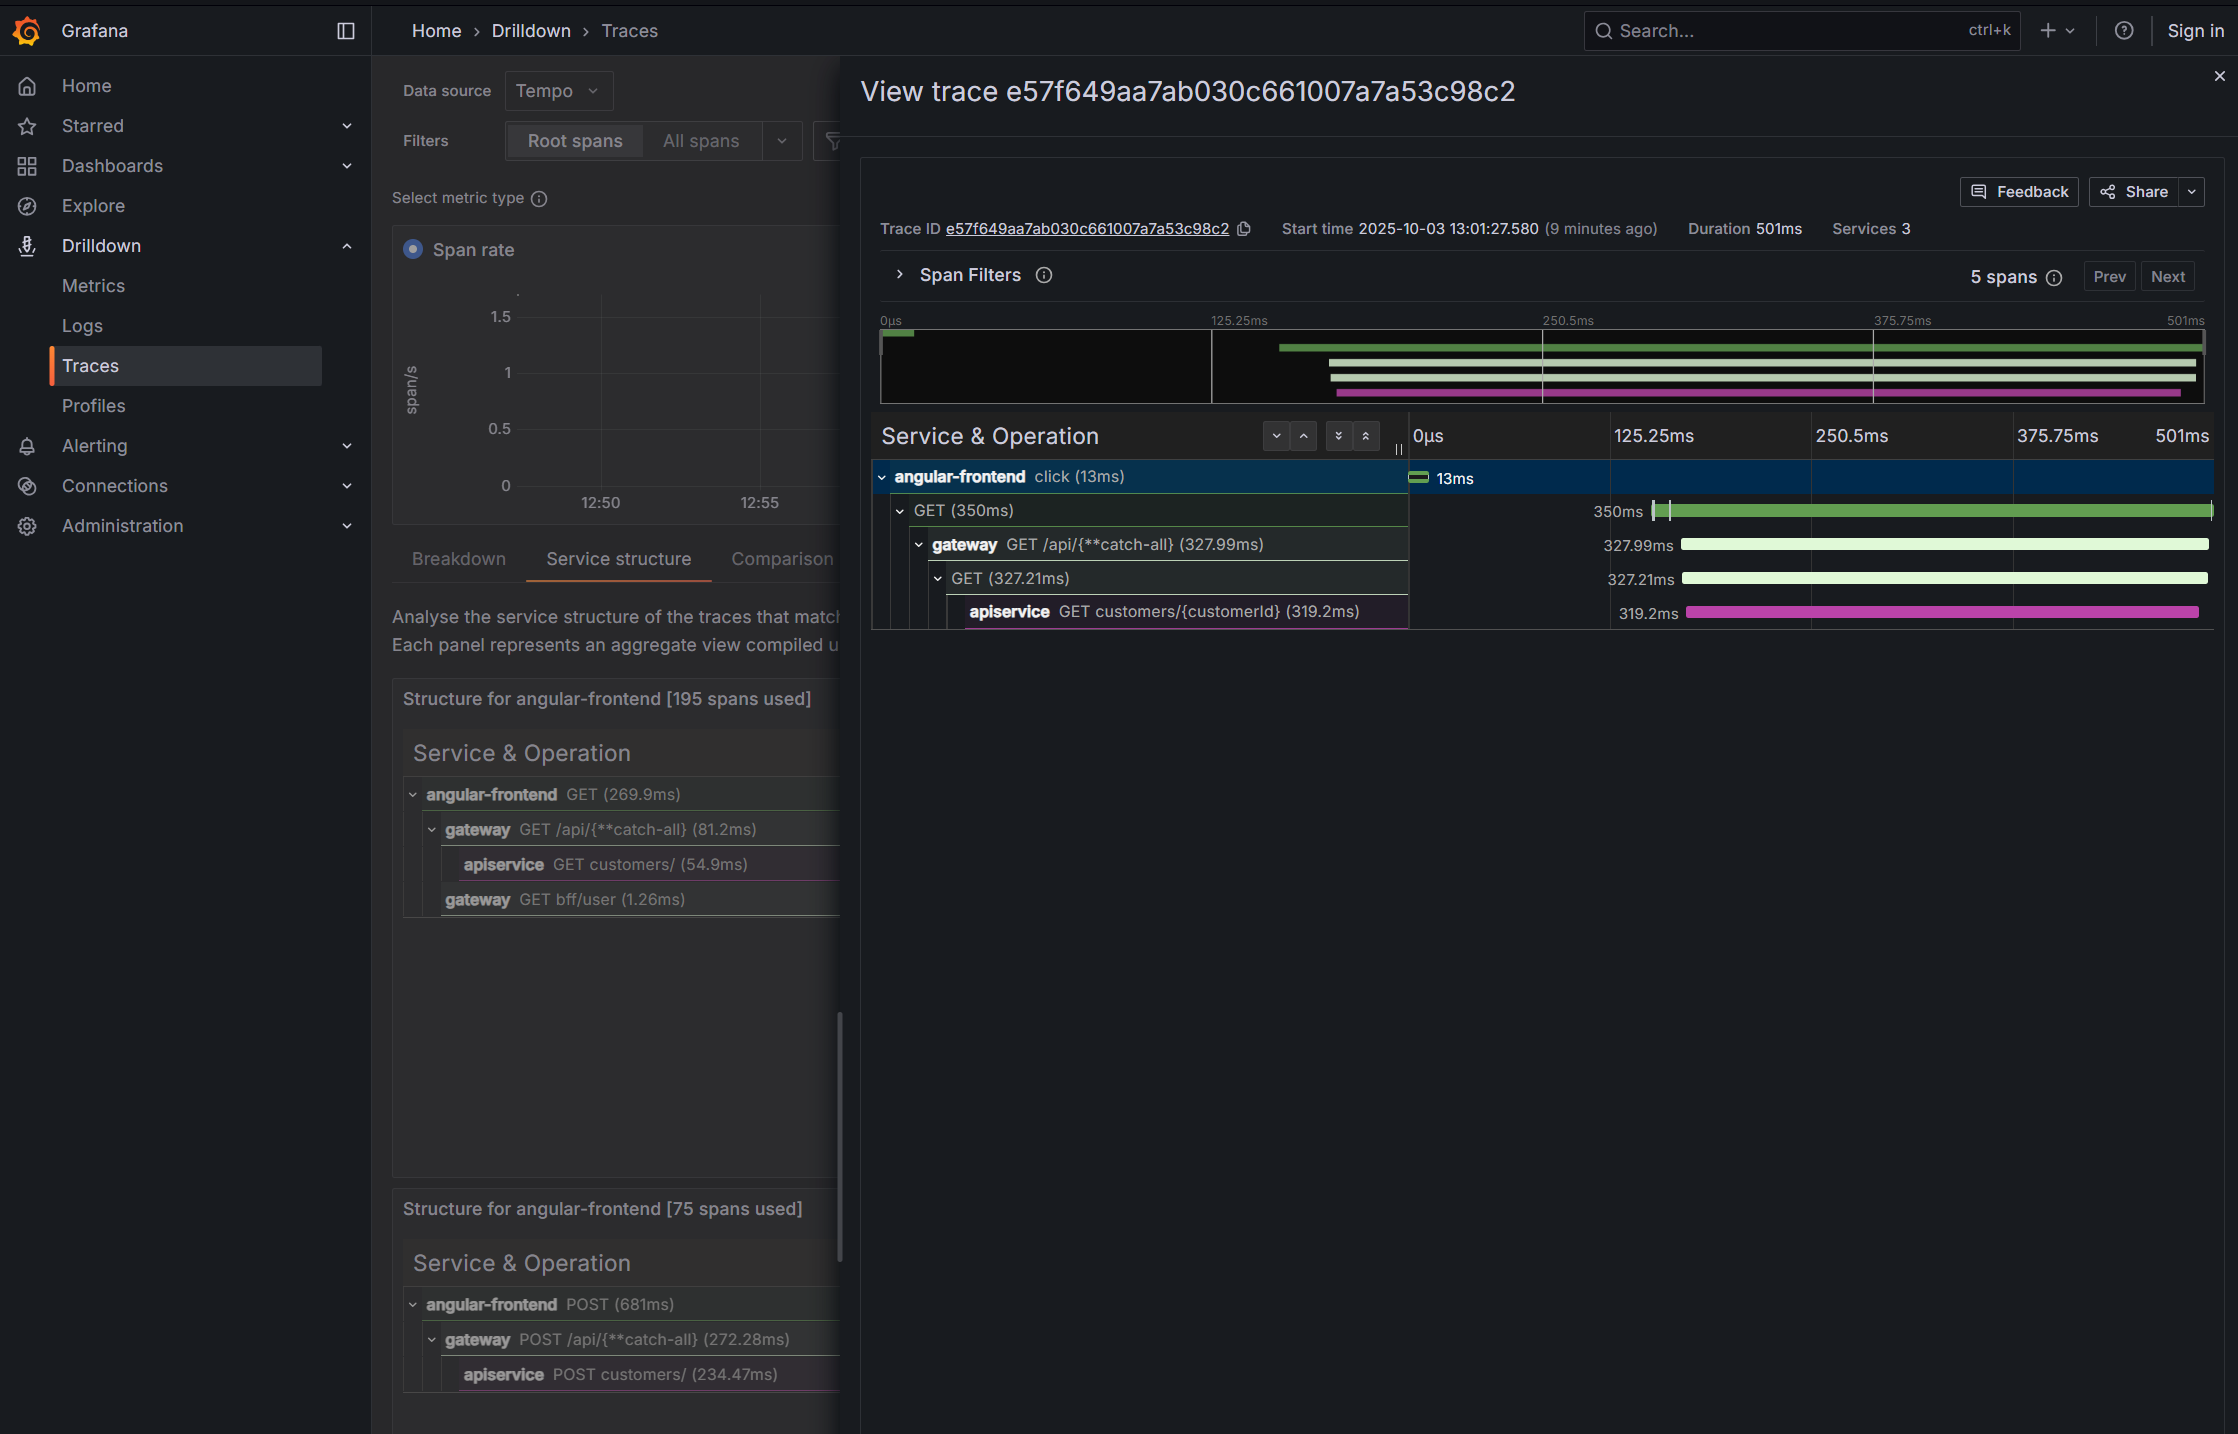 Grafana
Home › Drilldown › Traces
Search...
ctrl+k
Sign in
Home
Starred
Dashboards
Explore
Drilldown
Metrics
Logs
Traces
Profiles
Alerting
Connections
Administration
Data source
Tempo
Filters
Root spans
All spans
Select metric type
Span rate
span/s
1.5
1
0.5
0
12:50
12:55
Breakdown
Service structure
Comparison
Analyse the service structure of the traces that match
Each panel represents an aggregate view compiled u
Structure for angular-frontend [195 spans used]
Service & Operation
angular-frontend GET (269.9ms)
gateway GET /api/{**catch-all} (81.2ms)
apiservice GET customers/ (54.9ms)
gateway GET bff/user (1.26ms)
Structure for angular-frontend [75 spans used]
Service & Operation
angular-frontend POST (681ms)
gateway POST /api/{**catch-all} (272.28ms)
apiservice POST customers/ (234.47ms)
View trace e57f649aa7ab030c661007a7a53c98c2
Feedback
Share
Trace ID e57f649aa7ab030c661007a7a53c98c2
Start time 2025-10-03 13:01:27.580 (9 minutes ago)
Duration 501ms
Services 3
Span Filters
5 spans
Prev
Next
0μs
125.25ms
250.5ms
375.75ms
501ms
Service & Operation
0μs
125.25ms
250.5ms
375.75ms
501ms
angular-frontend click (13ms)
13ms
GET (350ms)
350ms
gateway GET /api/{**catch-all} (327.99ms)
327.99ms
GET (327.21ms)
327.21ms
apiservice GET customers/{customerId} (319.2ms)
319.2ms